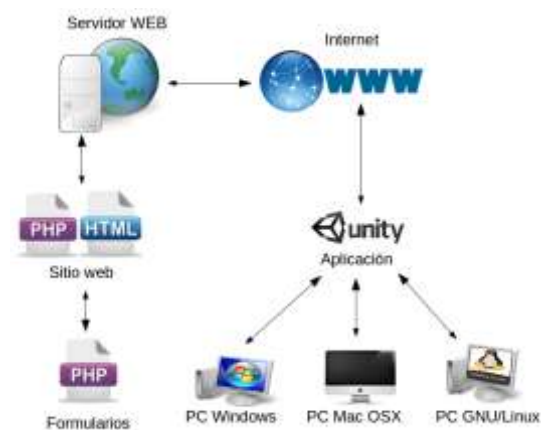 Servidor WEB
Internet
WWW
PHP HTML
Sitio web
unity
Aplicación
PHP
Formularios
PC Windows
PC Mac OSX
PC GNU/Linux